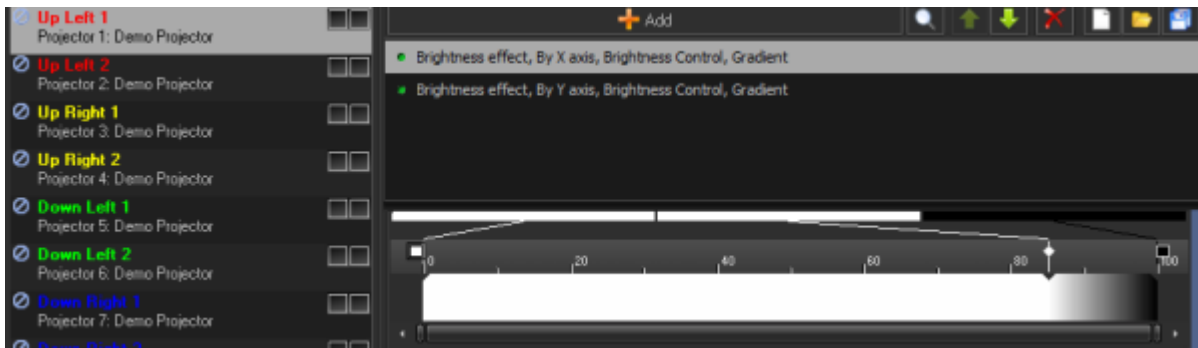 Up Left 1
Projector 1: Demo Projector
Up Left 2
Projector 2: Demo Projector
Up Right 1
Projector 3: Demo Projector
Up Right 2
Projector 4: Demo Projector
Down Left 1
Projector 5: Demo Projector
Down Left 2
Projector 6: Demo Projector
Down Right 1
Projector 7: Demo Projector
Down Right 2
Add
Brightness effect, By X axis, Brightness Control, Gradient
Brightness effect, By Y axis, Brightness Control, Gradient
0 20 40 60 80 100